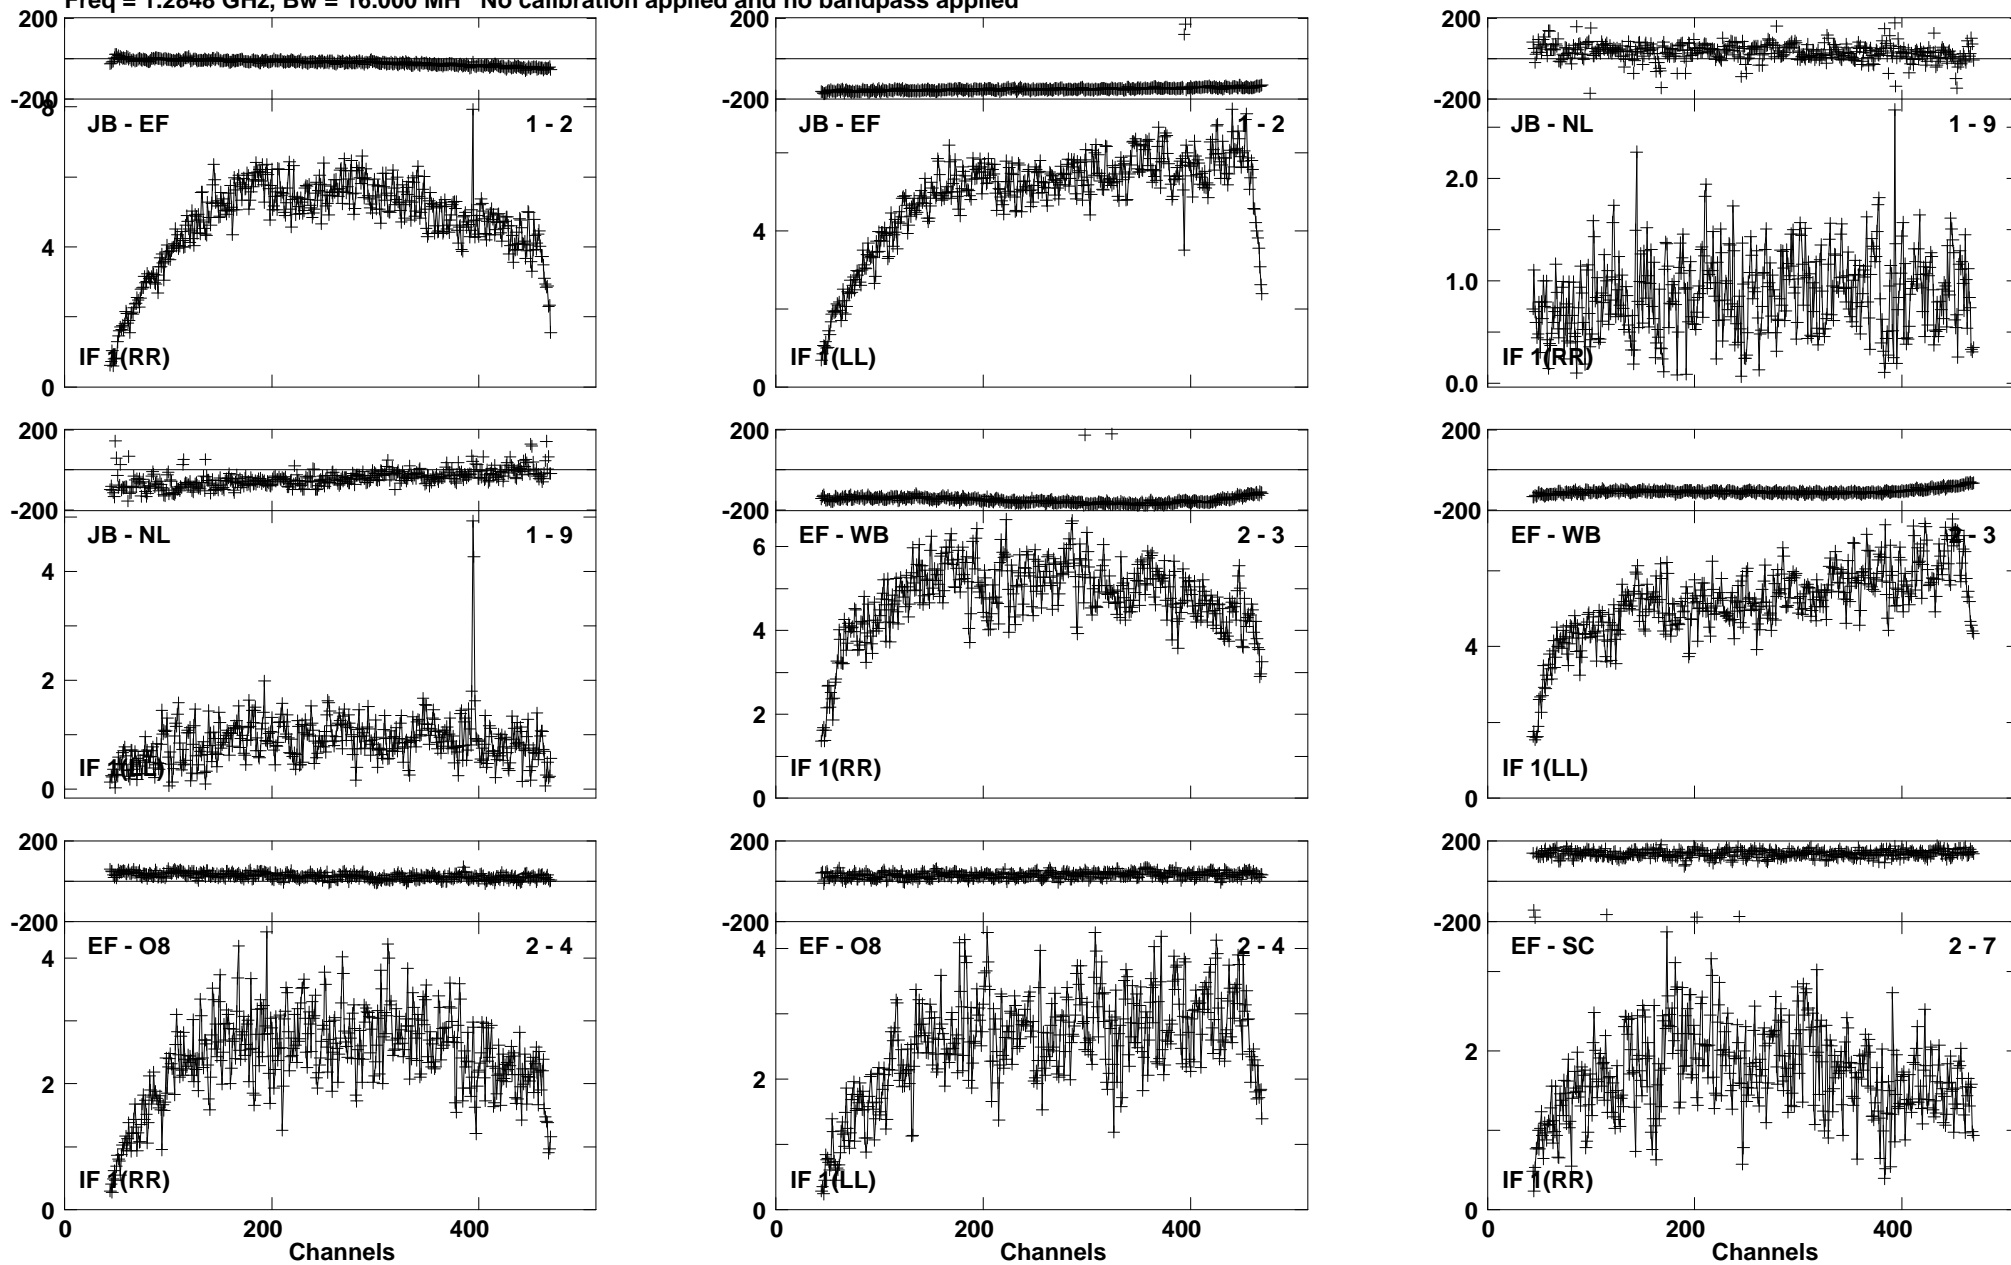 Freq = 1.2848 GHz, Bw = 16.000 MH No calibration applied and no bandpass applied
200
-200
8
4
0
JB - EF
1 - 2
IF 1(RR)
200
-200
4
0
JB - EF
1 - 2
IF 1(LL)
200
-200
2.0
1.0
0.0
JB - NL
1 - 9
IF 1(RR)
200
-200
4
2
0
JB - NL
1 - 9
IF 1(LL)
200
-200
6
4
2
0
EF - WB
2 - 3
IF 1(RR)
200
-200
4
0
EF - WB
2 - 3
IF 1(LL)
200
-200
4
2
0
EF - O8
2 - 4
IF 1(RR)
0
200
400
Channels
200
-200
4
2
0
EF - O8
2 - 4
IF 1(LL)
0
200
400
200
-200
2
0
EF - SC
2 - 7
IF 1(RR)
0
200
400
Channels